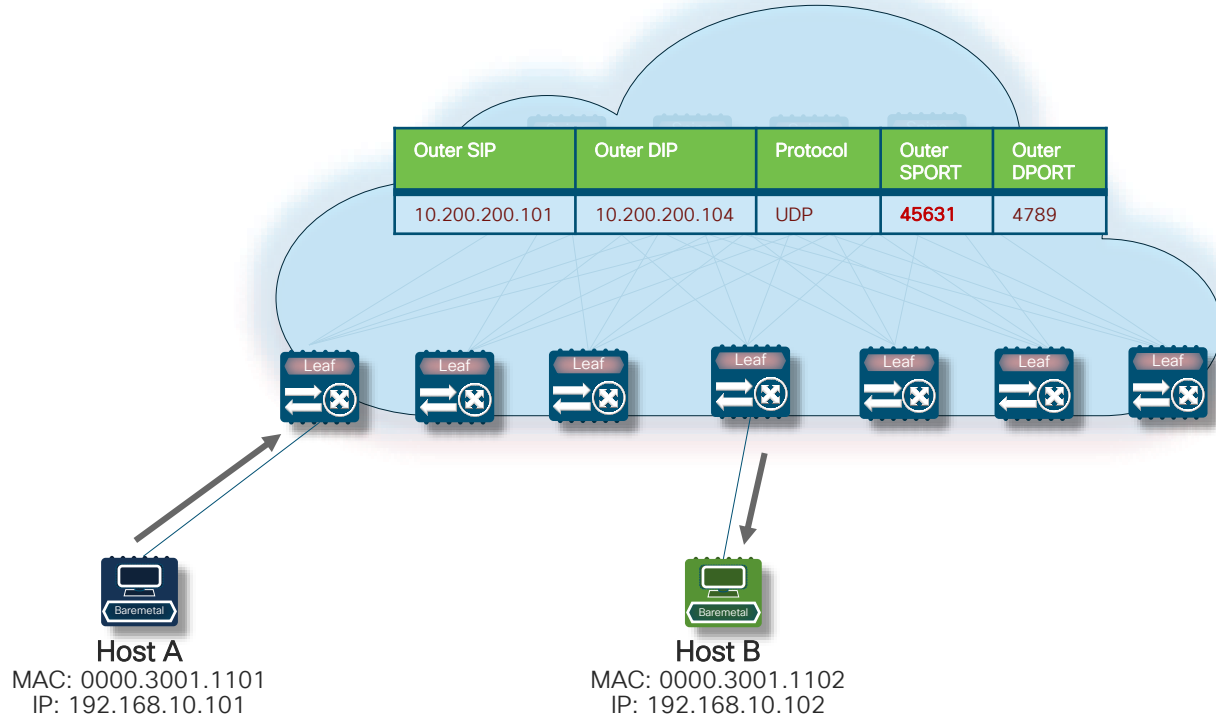 Outer SIP Outer DIP Protocol Outer SPORT Outer DPORT
10.200.200.101 10.200.200.104 UDP 45631 4789
Leaf Leaf Leaf Leaf Leaf Leaf Leaf
Baremetal
Host A
MAC: 0000.3001.1101
IP: 192.168.10.101
Baremetal
Host B
MAC: 0000.3001.1102
IP: 192.168.10.102